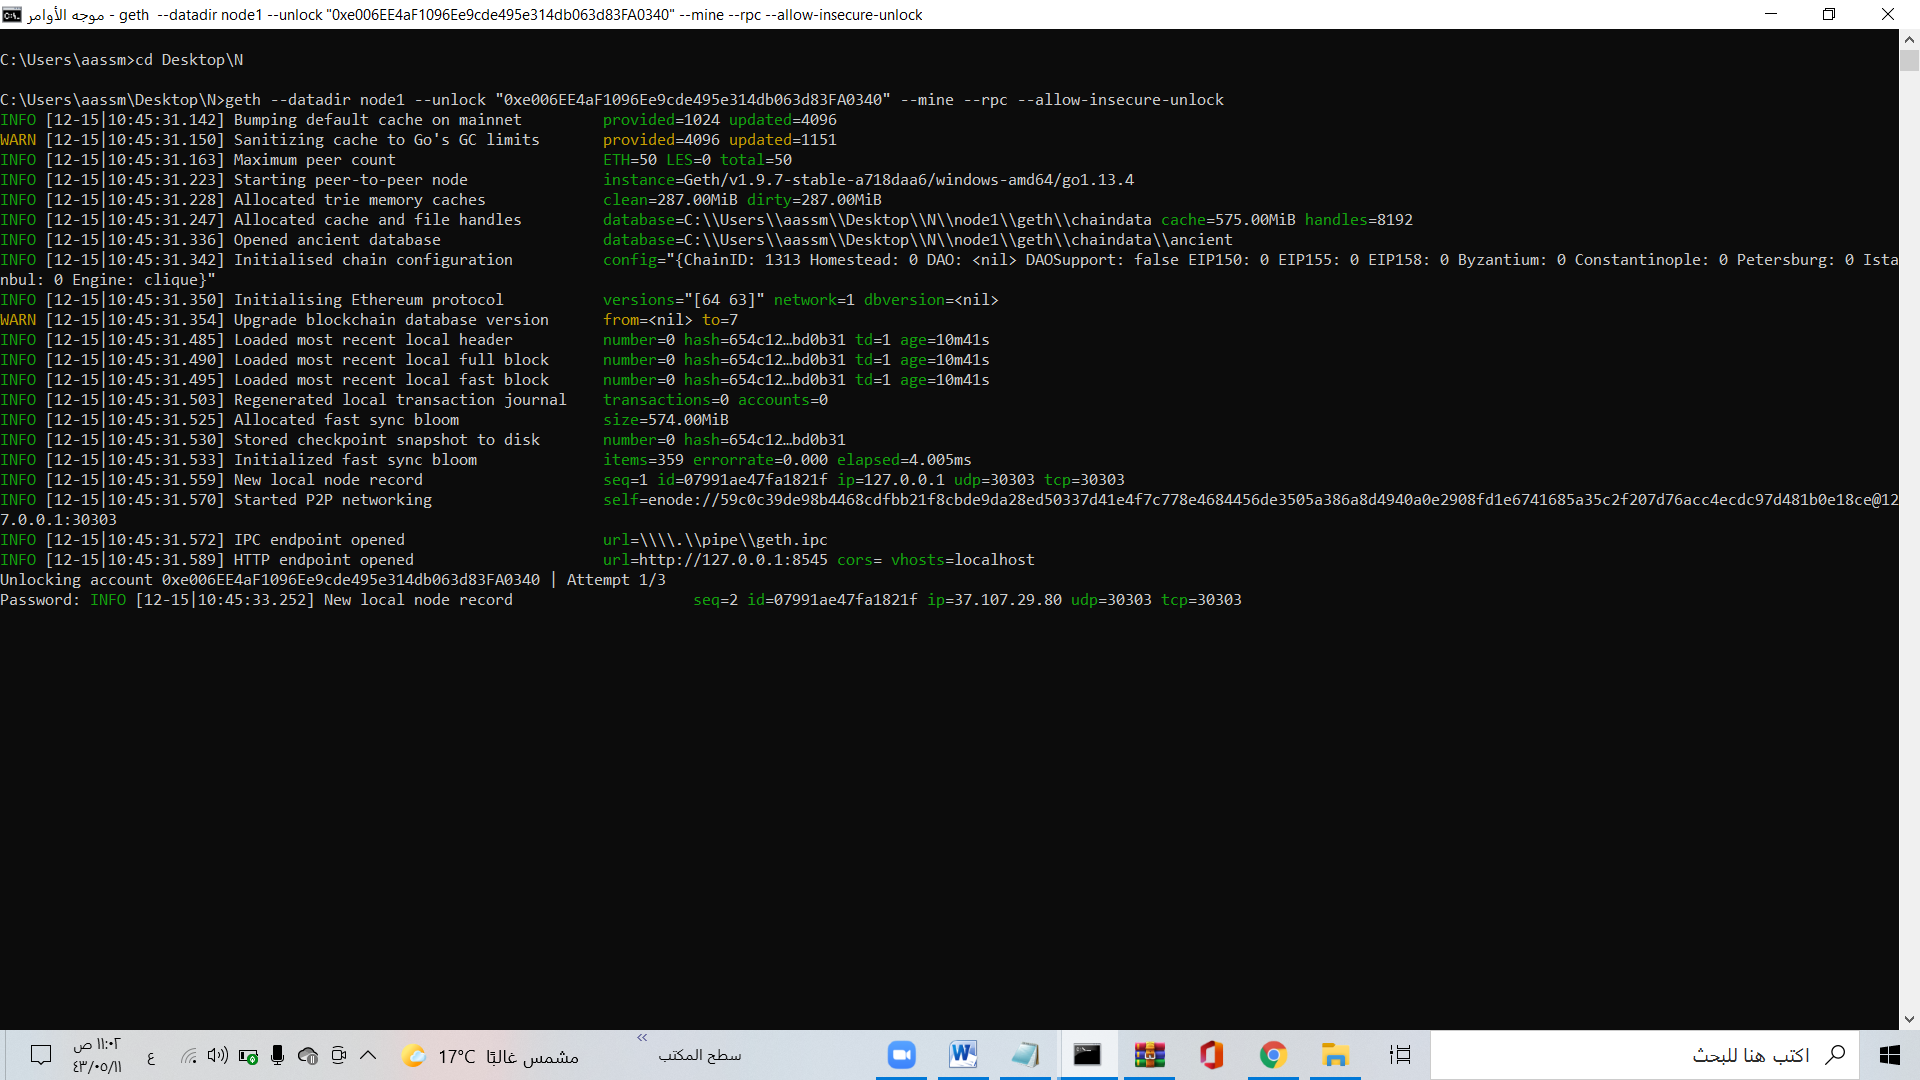 موجه الأوامر - geth  --datadir node1 --unlock "0xe006EE4aF1096Ee9cde495e314db063d83FA0340" --mine --rpc --allow-insecure-unlock
C:\Users\aassm>cd Desktop\N
C:\Users\aassm\Desktop\N>geth --datadir node1 --unlock "0xe006EE4aF1096Ee9cde495e314db063d83FA0340" --mine --rpc --allow-insecure-unlock
INFO [12-15|10:45:31.142] Bumping default cache on mainnet         provided=1024 updated=4096
WARN [12-15|10:45:31.150] Sanitizing cache to Go's GC limits       provided=4096 updated=1151
INFO [12-15|10:45:31.163] Maximum peer count                       ETH=50 LES=0 total=50
INFO [12-15|10:45:31.223] Starting peer-to-peer node               instance=Geth/v1.9.7-stable-a718daa6/windows-amd64/go1.13.4
INFO [12-15|10:45:31.228] Allocated trie memory caches             clean=287.00MiB dirty=287.00MiB
INFO [12-15|10:45:31.247] Allocated cache and file handles         database=C:\\Users\\aassm\\Desktop\\N\\node1\\geth\\chaindata cache=575.00MiB handles=8192
INFO [12-15|10:45:31.336] Opened ancient database                  database=C:\\Users\\aassm\\Desktop\\N\\node1\\geth\\chaindata\\ancient
INFO [12-15|10:45:31.342] Initialised chain configuration          config="{ChainID: 1313 Homestead: 0 DAO: <nil> DAOSupport: false EIP150: 0 EIP155: 0 EIP158: 0 Byzantium: 0 Constantinople: 0 Petersburg: 0 Ista
nbul: 0 Engine: clique}"
INFO [12-15|10:45:31.350] Initialising Ethereum protocol           versions="[64 63]" network=1 dbversion=<nil>
WARN [12-15|10:45:31.354] Upgrade blockchain database version      from=<nil> to=7
INFO [12-15|10:45:31.485] Loaded most recent local header          number=0 hash=654c12…bd0b31 td=1 age=10m41s
INFO [12-15|10:45:31.490] Loaded most recent local full block      number=0 hash=654c12…bd0b31 td=1 age=10m41s
INFO [12-15|10:45:31.495] Loaded most recent local fast block      number=0 hash=654c12…bd0b31 td=1 age=10m41s
INFO [12-15|10:45:31.503] Regenerated local transaction journal    transactions=0 accounts=0
INFO [12-15|10:45:31.525] Allocated fast sync bloom                size=574.00MiB
INFO [12-15|10:45:31.530] Stored checkpoint snapshot to disk       number=0 hash=654c12…bd0b31
INFO [12-15|10:45:31.533] Initialized fast sync bloom              items=359 errorrate=0.000 elapsed=4.005ms
INFO [12-15|10:45:31.559] New local node record                    seq=1 id=07991ae47fa1821f ip=127.0.0.1 udp=30303 tcp=30303
INFO [12-15|10:45:31.570] Started P2P networking                   self=enode://59c0c39de98b4468cdfbb21f8cbde9da28ed50337d41e4f7c778e4684456de3505a386a8d4940a0e2908fd1e6741685a35c2f207d76acc4ecdc97d481b0e18ce@12
7.0.0.1:30303
INFO [12-15|10:45:31.572] IPC endpoint opened                      url=\\\\.\\pipe\\geth.ipc
INFO [12-15|10:45:31.589] HTTP endpoint opened                     url=http://127.0.0.1:8545 cors= vhosts=localhost
Unlocking account 0xe006EE4aF1096Ee9cde495e314db063d83FA0340 | Attempt 1/3
Password: INFO [12-15|10:45:33.252] New local node record                    seq=2 id=07991ae47fa1821f ip=37.107.29.80 udp=30303 tcp=30303
اكتب هنا للبحث
سطح المكتب
17°C مشمس غالبًا
ع
١١:٠٢ ص
٤٣/٠٥/١١